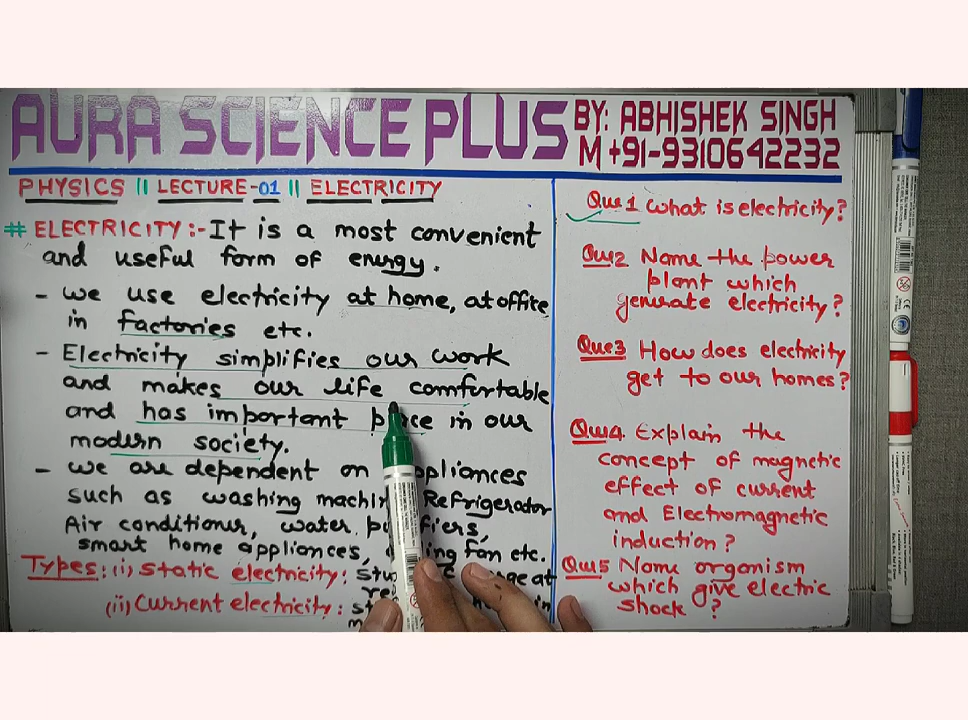 AURA SCIENCE PLUS
BY: ABHISHEK SINGH
M +91-9310642232
PHYSICS || LECTURE-01 || ELECTRICITY
# ELECTRICITY:- It is a most convenient
and useful form of energy.
- we use electricity at home, at office
in factories etc.
- Electricity simplifies our work
and makes our life comfortable
and has important place in our
modern society.
- we are dependent on appliances
such as washing machin Refrigerator
Air conditioner, water purifiers,
smart home appliances, fan etc.
Types: (i) static electricity: at
(ii) Current electricity: in
Que1 What is electricity?
Que2 Name the power
plant which
generate electricity?
Que3 How does electricity
get to our homes?
Que4. Explain the
concept of magnetic
effect of current
and Electromagnetic
induction?
Que5 Name organism
which give electric
shock ?